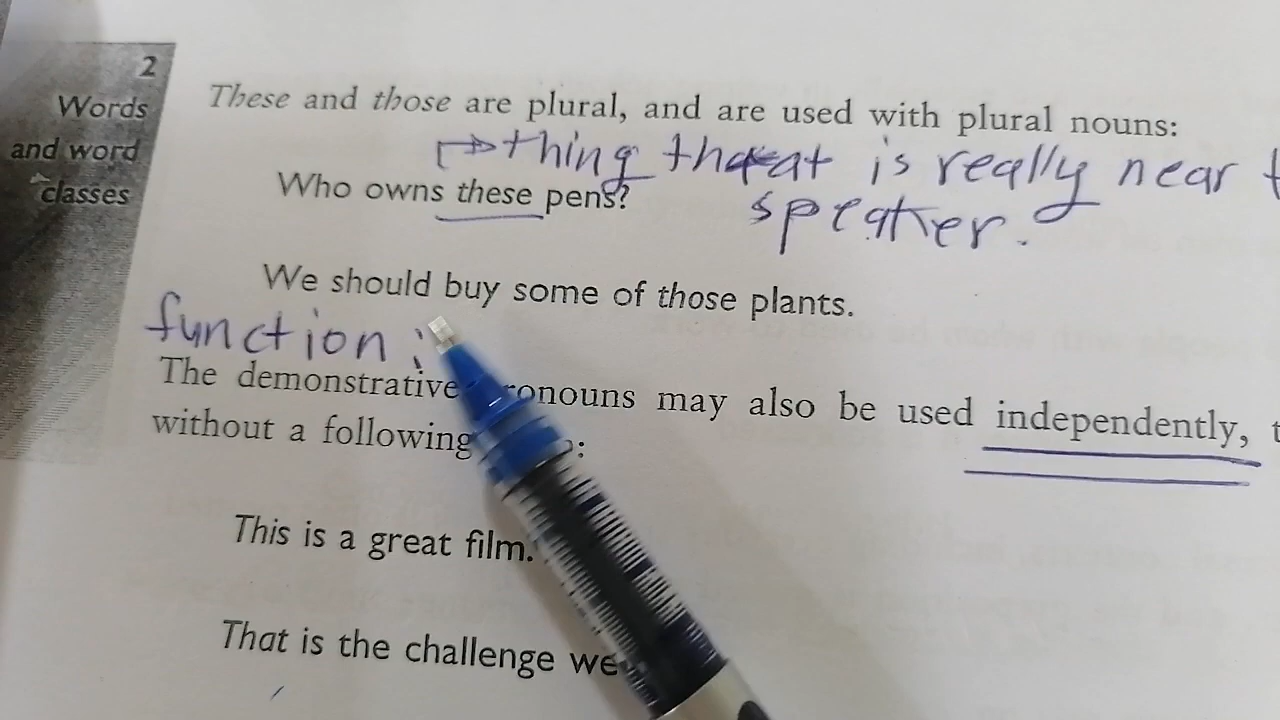 2
Words
and word
classes
These and those are plural, and are used with plural nouns:
thing that is really near
Who owns these pens?
speaker.
We should buy some of those plants.
function:
The demonstrative pronouns may also be used independently,
without a following
This is a great film.
That is the challenge we